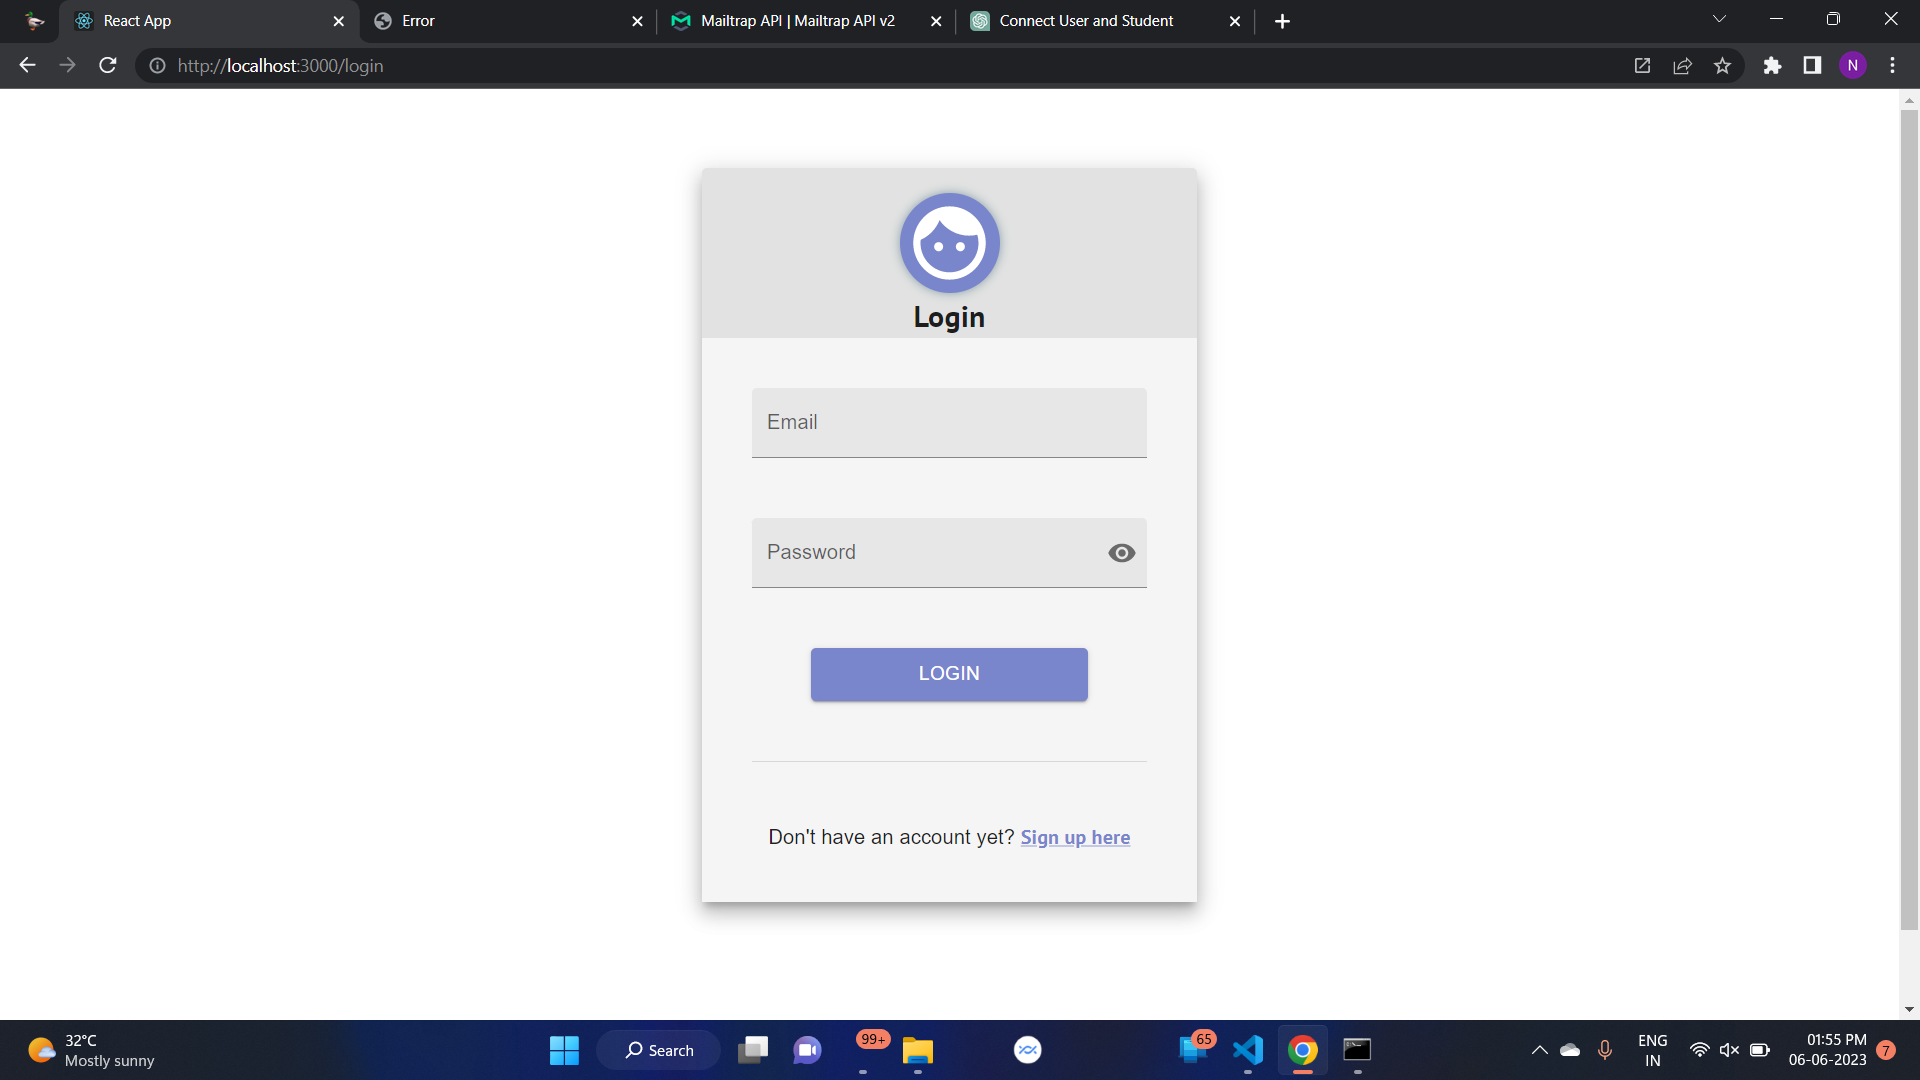 React App
Error
Mailtrap API | Mailtrap API v2
Connect User and Student
http://localhost:3000/login
N
Login
Email
Password
LOGIN
Don't have an account yet? Sign up here
32°C
Mostly sunny
Search
99+
65
ENG
IN
01:55 PM
06-06-2023
7